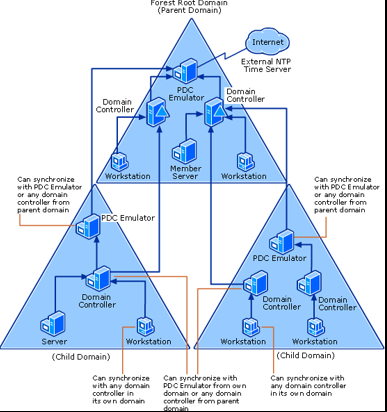 Forest Root Domain
(Parent Domain)
Internet
External NTP
Time Server
PDC
Emulator
Domain
Controller
Domain
Controller
Member
Server
Workstation
Workstation
Can synchronize
with PDC Emulator
or any domain
controller from
parent domain
Can synchronize
with PDC Emulator
or any domain
controller from
parent domain
PDC Emulator
PDC Emulator
Domain
Controller
Domain
Controller
Domain
Controller
Server
Workstation
Workstation
(Child Domain)
(Child Domain)
Can synchronize
with any domain
controller in
its own domain
Can synchronize with
PDC Emulator from own
domain or any domain
controller from parent
domain
Can synchronize with
any domain controller
in its own domain